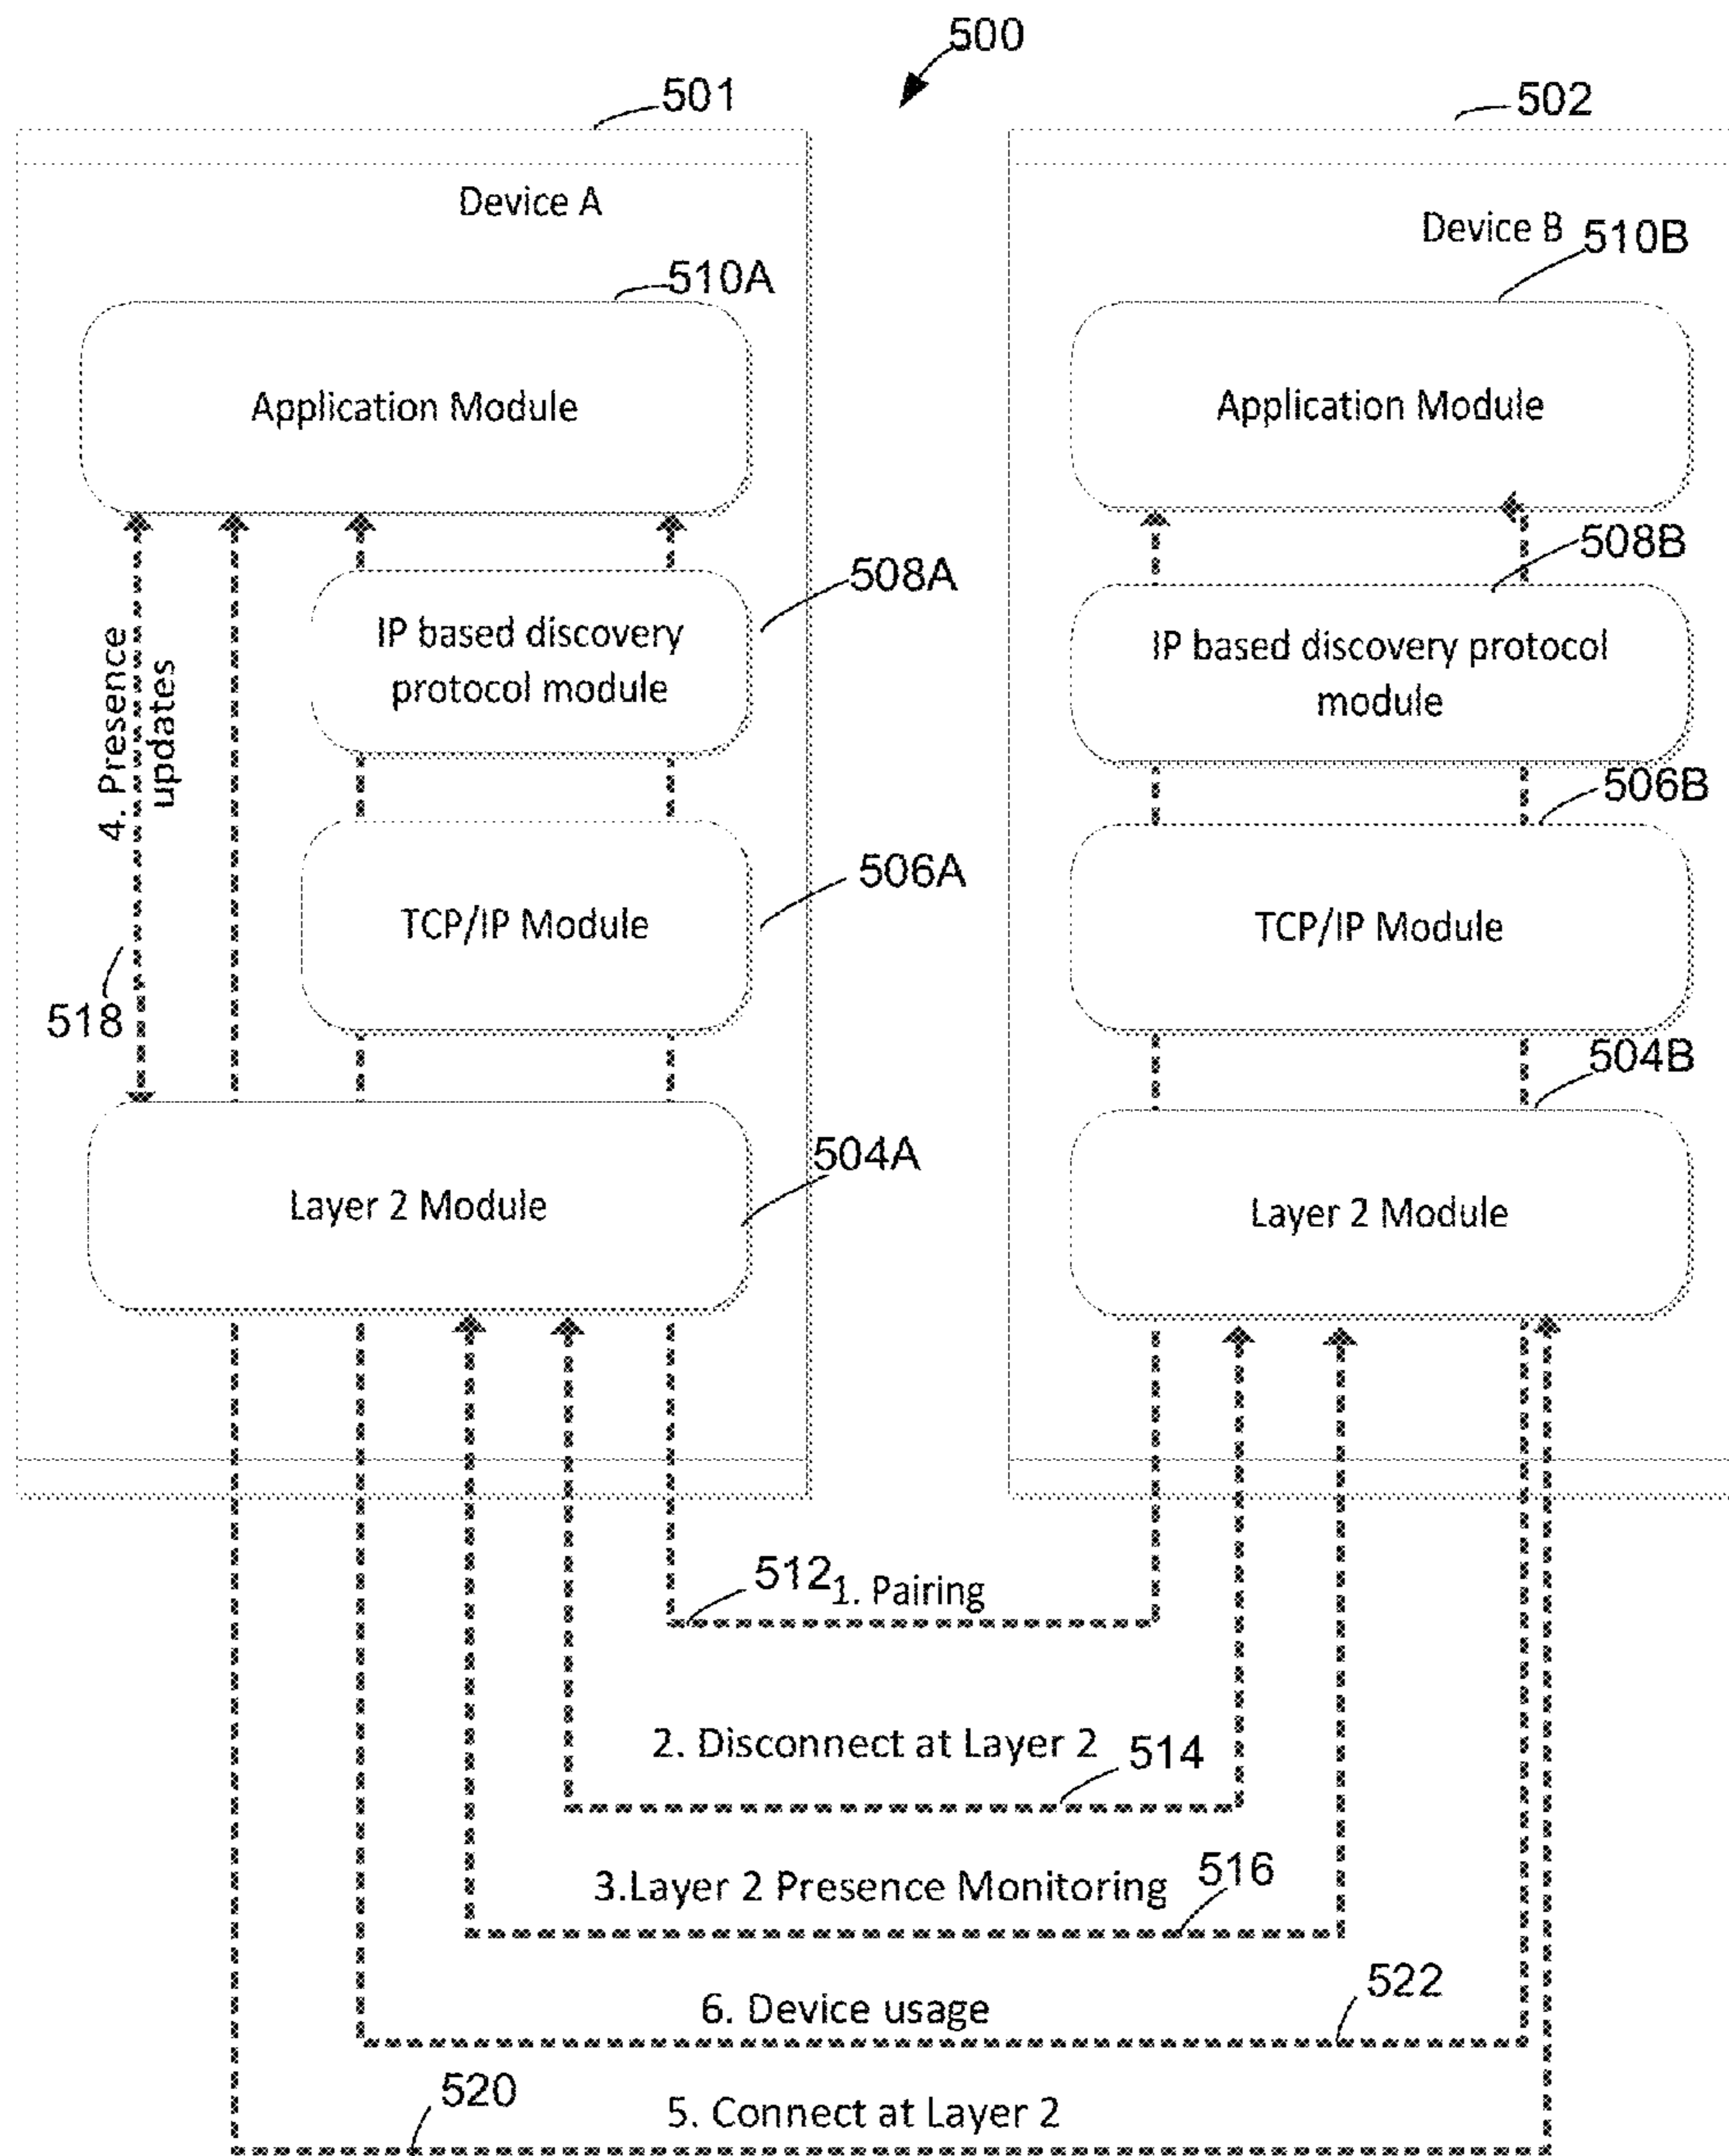 500
501
502
Device A
Device B
510B
510A
Application Module
Application Module
508B
508A
IP based discovery
protocol module
IP based discovery protocol
module
4. Presence
updates
506B
506A
TCP/IP Module
TCP/IP Module
518
504B
504A
Layer 2 Module
Layer 2 Module
512
1. Pairing
2. Disconnect at Layer 2
514
3.Layer 2 Presence Monitoring
516
6. Device usage
522
520
5. Connect at Layer 2